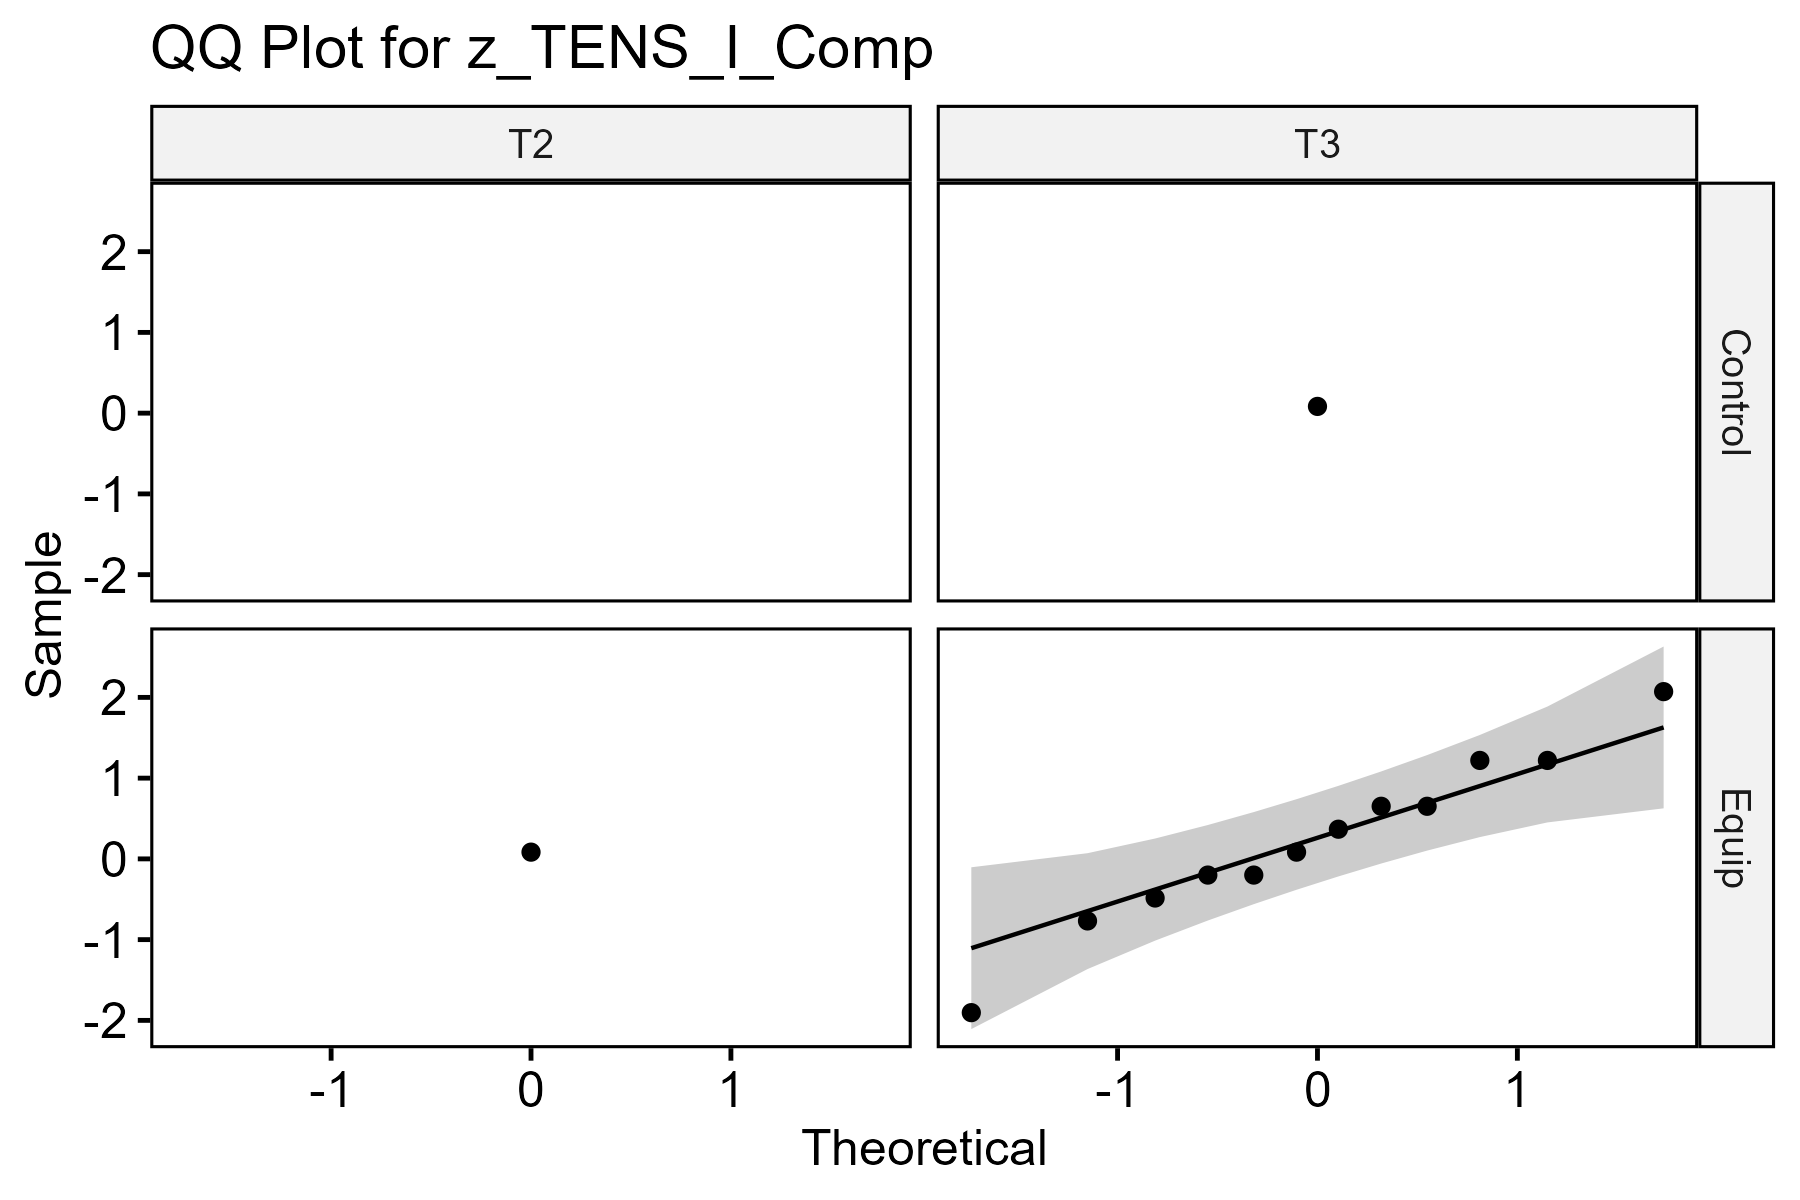 QQ Plot for z_TENS_I_Comp
T2
T3
2
1
0
-1
-2
Control
Sample
2
1
0
-1
-2
Equip
-1
0
1
-1
0
1
Theoretical